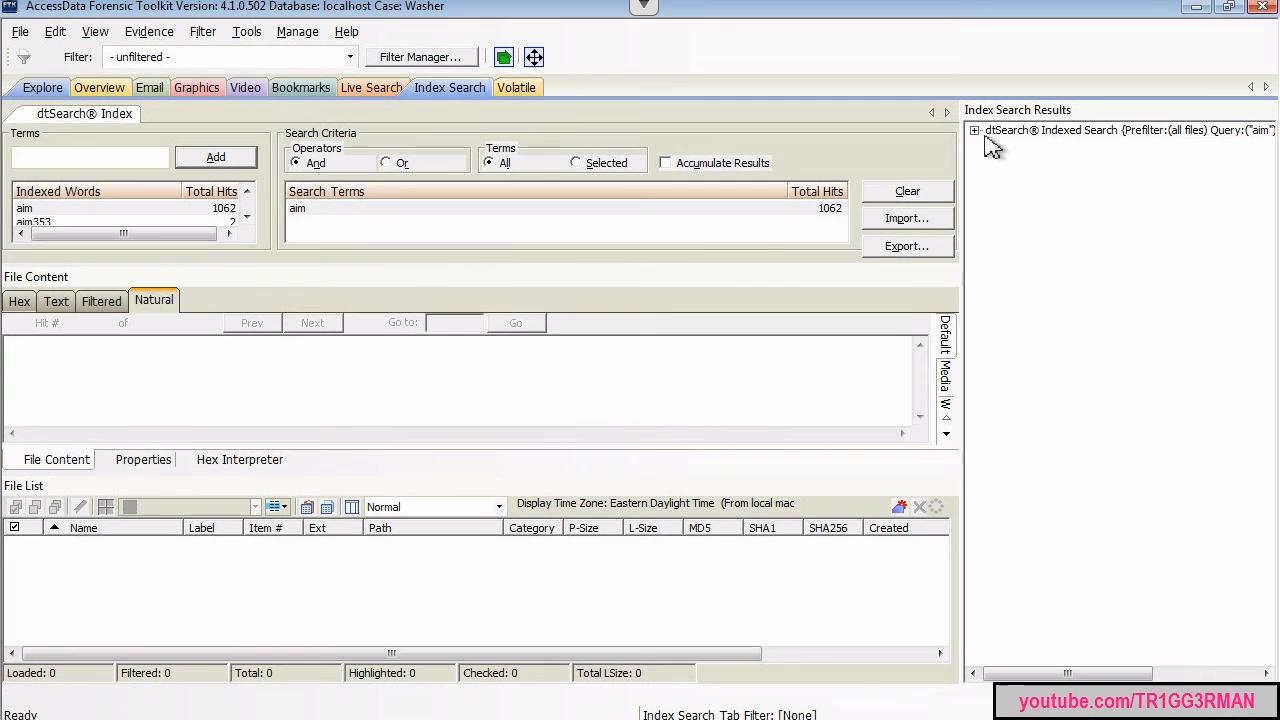 AccessData Forensic Toolkit Version: 4.1.0.502 Database: localhost Case: Washer
File Edit View Evidence Filter Tools Manage Help
Filter: - unfiltered - Filter Manager...
Explore Overview Email Graphics Video Bookmarks Live Search Index Search Volatile
dtSearch® Index
Terms
Add
Indexed Words Total Hits
aim 1062
aim353 2
Search Criteria
Operators
And Or
Terms
All Selected
Accumulate Results
Search Terms Total Hits
aim 1062
Clear
Import...
Export...
Index Search Results
dtSearch® Indexed Search {Prefilter:(all files) Query:("aim")
File Content
Hex Text Filtered Natural
Hit # of Prev Next Go to: Go
Default
Media
W
File Content Properties Hex Interpreter
File List
Normal Display Time Zone: Eastern Daylight Time (From local mac
Name Label Item # Ext Path Category P-Size L-Size MD5 SHA1 SHA256 Created
Loaded: 0 Filtered: 0 Total: 0 Highlighted: 0 Checked: 0 Total LSize: 0
Ready Index Search Tab Filter: [None]
youtube.com/TR1GG3RMAN